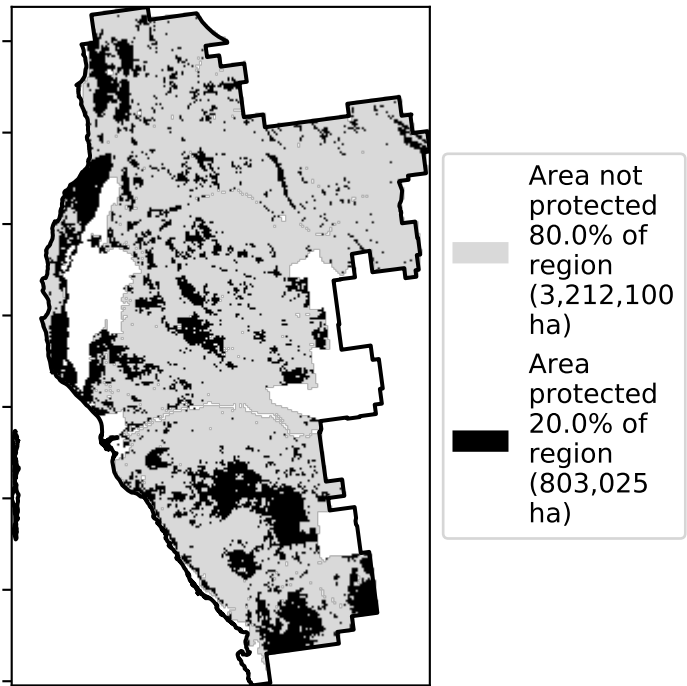 Area not
protected
80.0% of
region
(3,212,100
ha)
Area
protected
20.0% of
region
(803,025
ha)